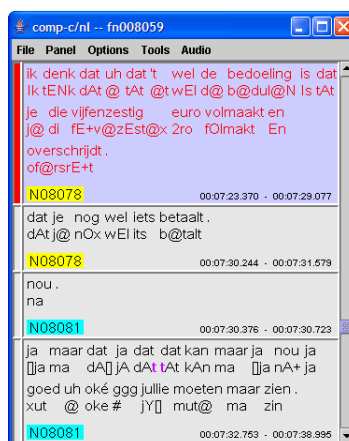 comp-c/nl -- fn008059
File Panel Options Tools Audio
ik denk dat uh dat't wel de bedoeling is dat
Ik tENk dAt @ tAt @t wEl d@ b@dul@N Is tAt
je die vijfenzestig euro volmaakt en
j@ di fE+v@zEst@x 2ro fOlmakt En
overschrijdt .
of@rsrE+t
N08078 00:07:23.370 - 00:07:29.077
dat je nog wel iets betaalt .
dAt j@ nOx wEl its b@talt
N08078 00:07:30.244 - 00:07:31.579
nou .
na
N08081 00:07:30.376 - 00:07:30.723
ja maar dat ja dat dat kan maar ja nou ja
[]ja ma dA[] jA dAt tAt kAn ma []ja nA+ ja
goed uh oké ggg jullie moeten maar zien .
xut @ oke # jY[] mut@ ma zin
N08081 00:07:32.753 - 00:07:38.995